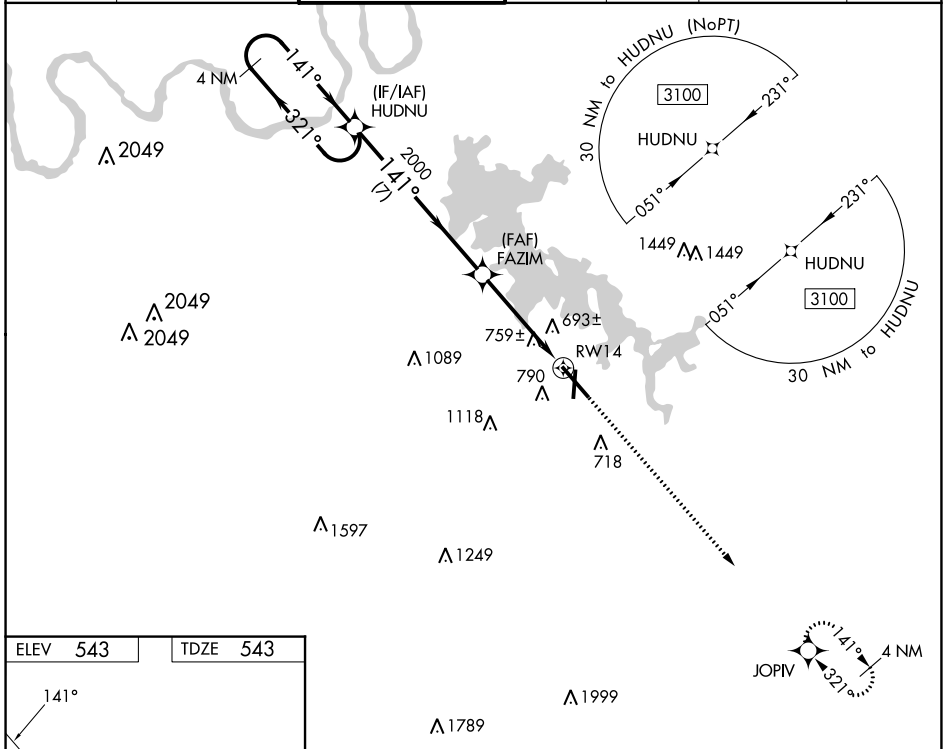 4 NM
141°
321°
(IF/IAF)
HUDNU
2049
2000
141°
(7)
(FAF)
FAZIM
2049
2049
1089
759±
693±
RW14
790
1118
718
1597
1249
1999
1789
30 NM to HUDNU (NoPT)
3100
231°
HUDNU
051°
1449
1449
231°
HUDNU
3100
051°
30 NM to HUDNU
JOPIV
141°
321°
4 NM
ELEV 543
TDZE 543
141°